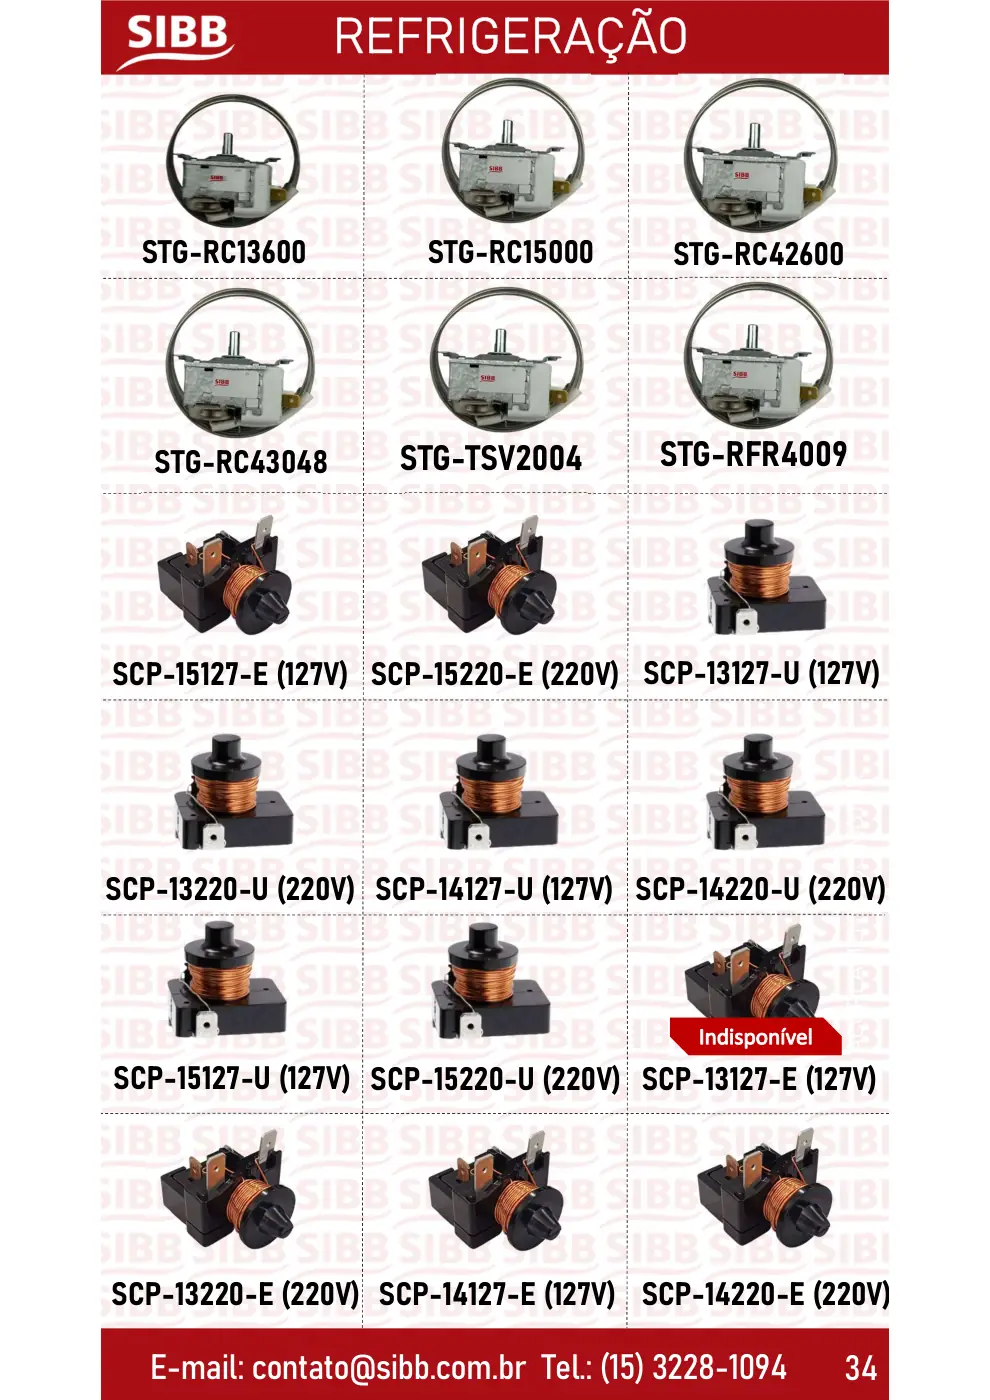 SIBB REFRIGERAÇÃO
STG-RC13600
STG-RC15000
STG-RC42600
STG-RC43048
STG-TSV2004
STG-RFR4009
SCP-15127-E (127V)
SCP-15220-E (220V)
SCP-13127-U (127V)
SCP-13220-U (220V)
SCP-14127-U (127V)
SCP-14220-U (220V)
SCP-15127-U (127V)
SCP-15220-U (220V)
Indisponível
SCP-13127-E (127V)
SCP-13220-E (220V)
SCP-14127-E (127V)
SCP-14220-E (220V)
E-mail: contato@sibb.com.br Tel.: (15) 3228-1094 34